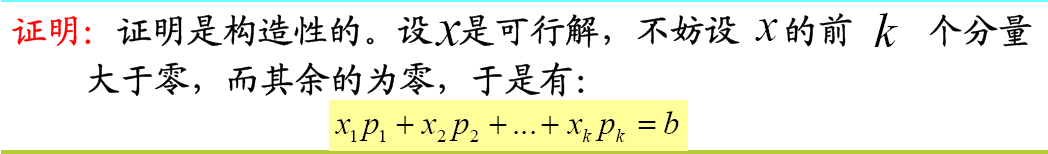 证明：证明是构造性的。设x是可行解，不妨设 x 的前 k 个分量
大于零，而其余的为零，于是有：
x₁p₁ + x₂p₂ + ... + xₖpₖ = b